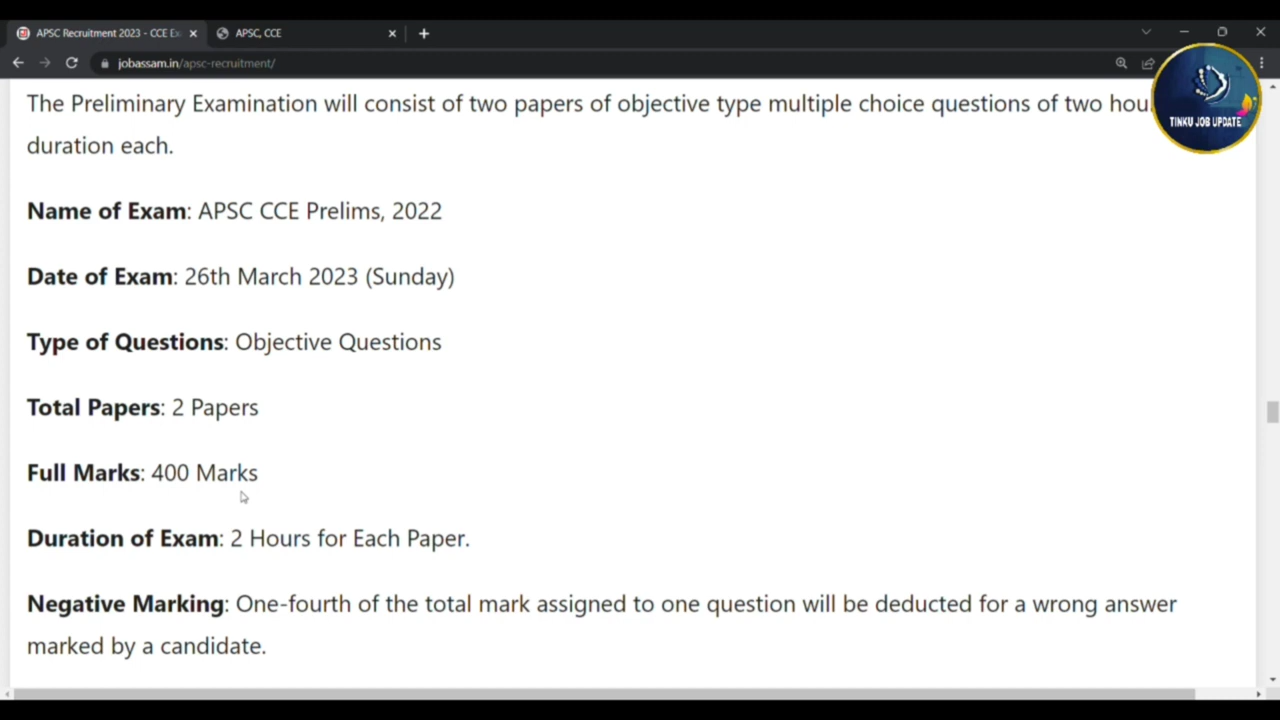 APSC Recruitment 2023 - CCE Ex
APSC, CCE
jobassam.in/apsc-recruitment/
TINKU JOB UPDATE
The Preliminary Examination will consist of two papers of objective type multiple choice questions of two
duration each.
Name of Exam: APSC CCE Prelims, 2022
Date of Exam: 26th March 2023 (Sunday)
Type of Questions: Objective Questions
Total Papers: 2 Papers
Full Marks: 400 Marks
Duration of Exam: 2 Hours for Each Paper.
Negative Marking: One-fourth of the total mark assigned to one question will be deducted for a wrong answer
marked by a candidate.